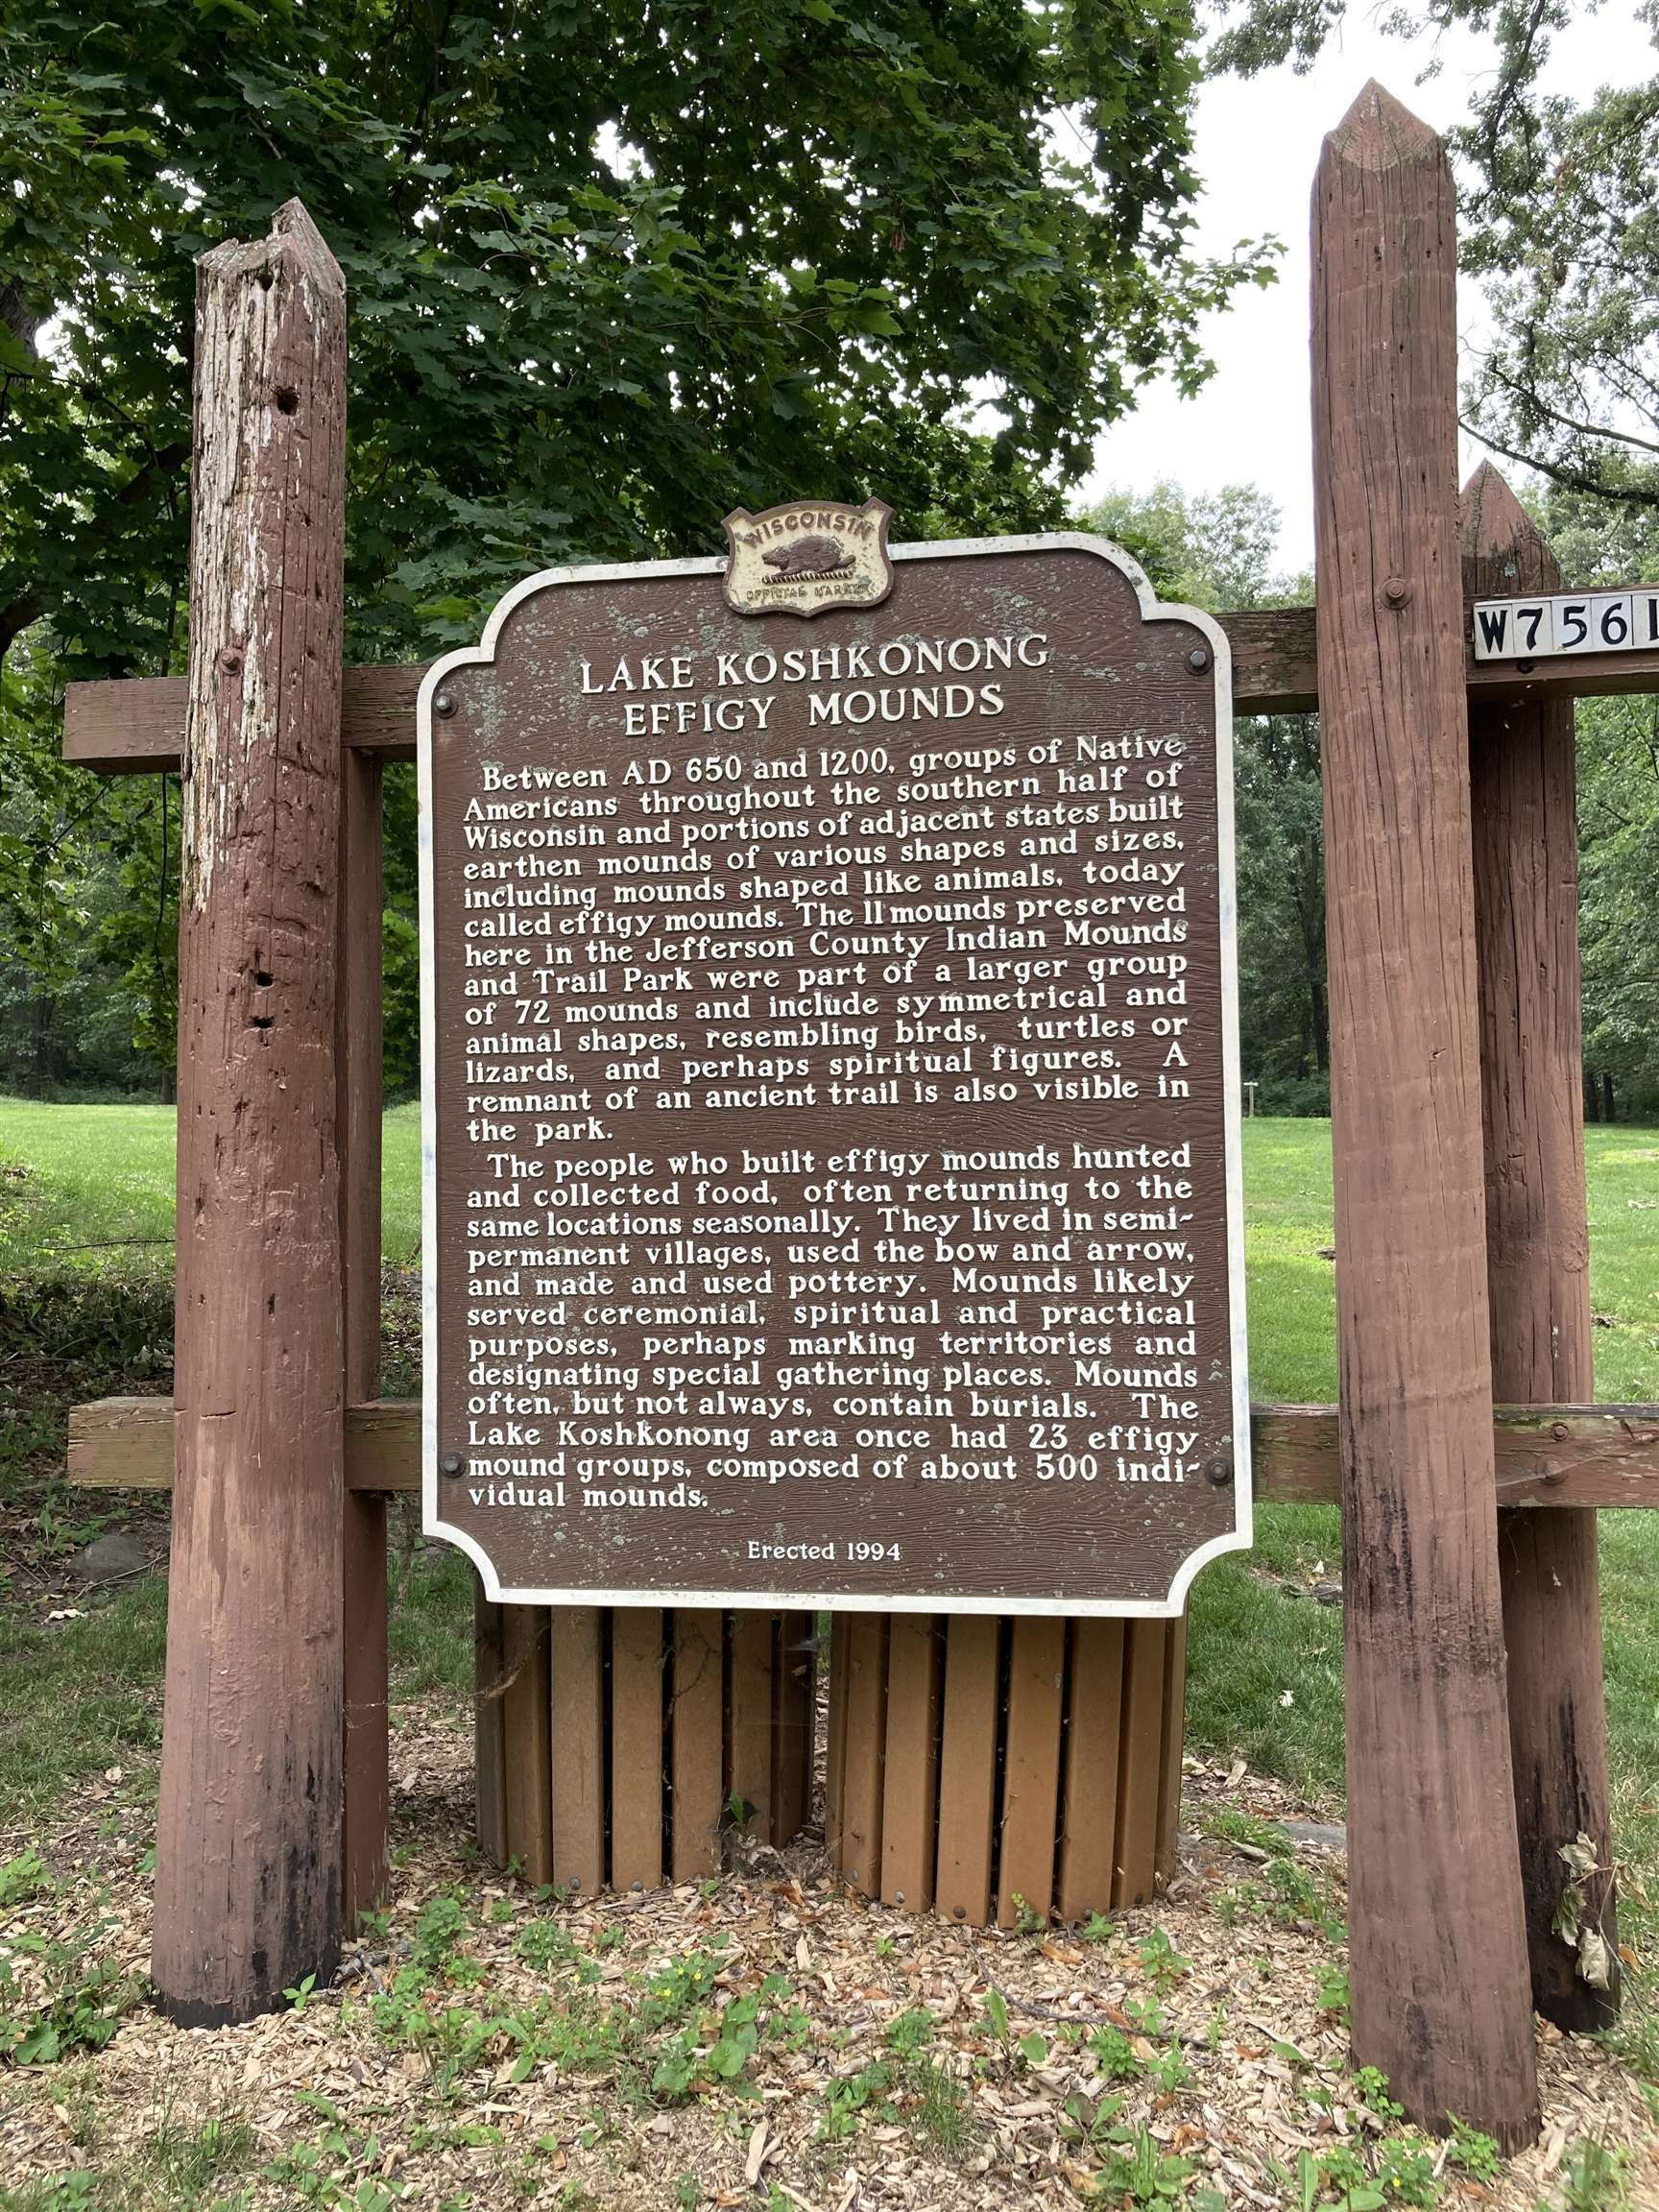 WISCONSIN
OFFICIAL MARKER
LAKE KOSHKONONG
EFFIGY MOUNDS
Between AD 650 and 1200, groups of Native
Americans throughout the southern half of
Wisconsin and portions of adjacent states built
earthen mounds of various shapes and sizes,
including mounds shaped like animals, today
called effigy mounds. The 11 mounds preserved
here in the Jefferson County Indian Mounds
and Trail Park were part of a larger group
of 72 mounds and include symmetrical and
animal shapes, resembling birds, turtles or
lizards, and perhaps spiritual figures. A
remnant of an ancient trail is also visible in
the park.
The people who built effigy mounds hunted
and collected food, often returning to the
same locations seasonally. They lived in semi-
permanent villages, used the bow and arrow,
and made and used pottery. Mounds likely
served ceremonial, spiritual and practical
purposes, perhaps marking territories and
designating special gathering places. Mounds
often, but not always, contain burials. The
Lake Koshkonong area once had 23 effigy
mound groups, composed of about 500 indi-
vidual mounds.
Erected 1994
W7561